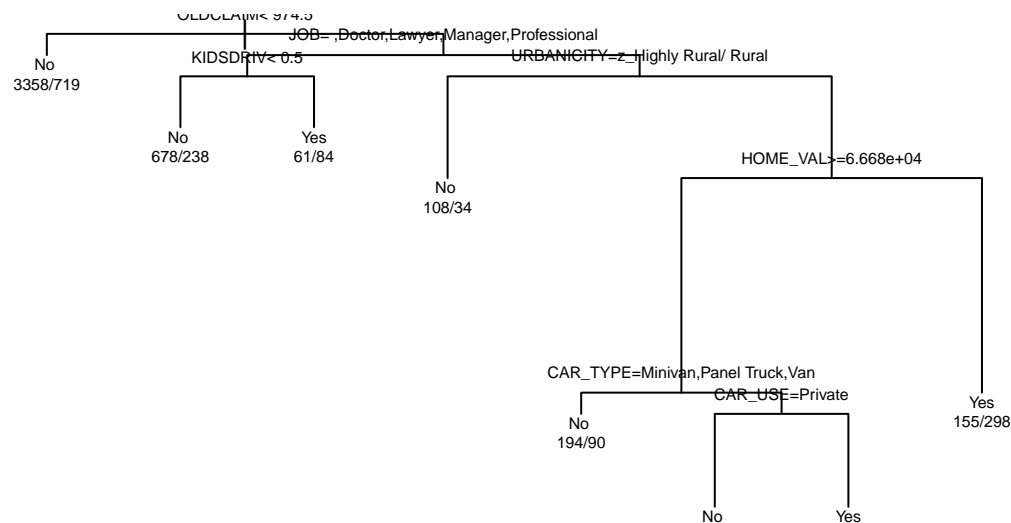 OLDCLAIM< 974.5
JOB= ,Doctor,Lawyer,Manager,Professional
No
3358/719
KIDSDRIV< 0.5
URBANICITY=z_Highly Rural/ Rural
No
678/238
Yes
61/84
HOME_VAL>=6.668e+04
No
108/34
CAR_TYPE=Minivan,Panel Truck,Van
CAR_USE=Private
No
194/90
Yes
155/298
No
Yes